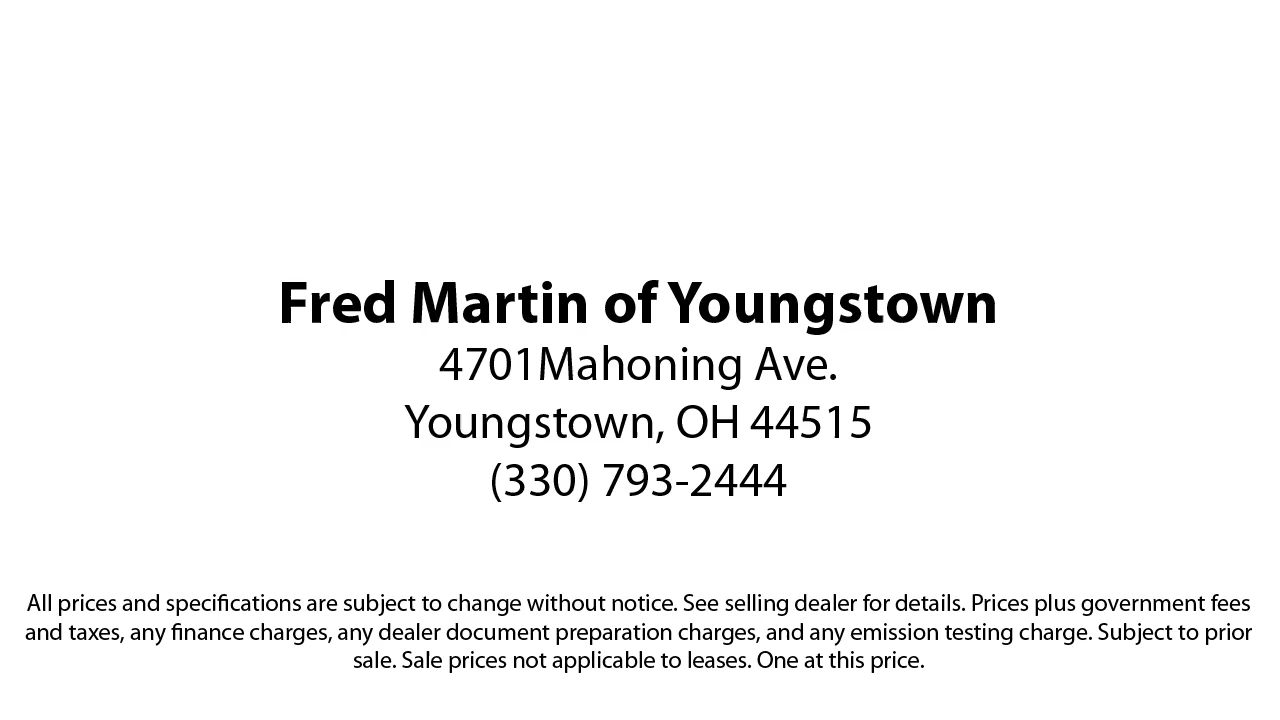 Fred Martin of Youngstown
4701Mahoning Ave.
Youngstown, OH 44515
(330) 793-2444
All prices and specifications are subject to change without notice. See selling dealer for details. Prices plus government fees
and taxes, any finance charges, any dealer document preparation charges, and any emission testing charge. Subject to prior
sale. Sale prices not applicable to leases. One at this price.